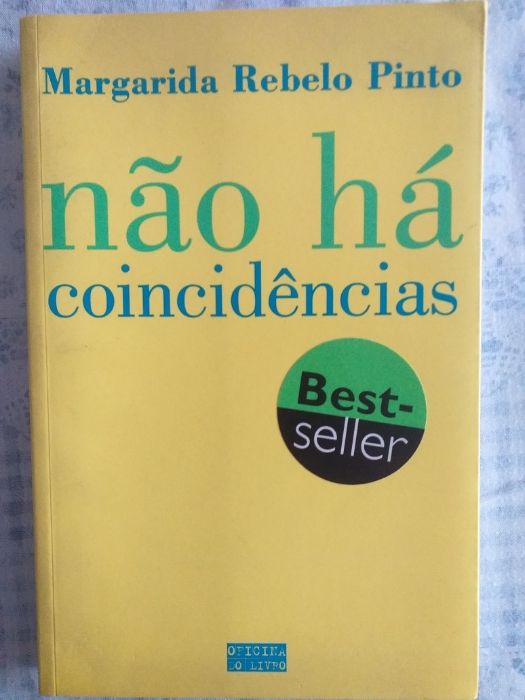 Margarida Rebelo Pinto
não há
coincidências
Best-
seller
OFICINA
DO LIVRO